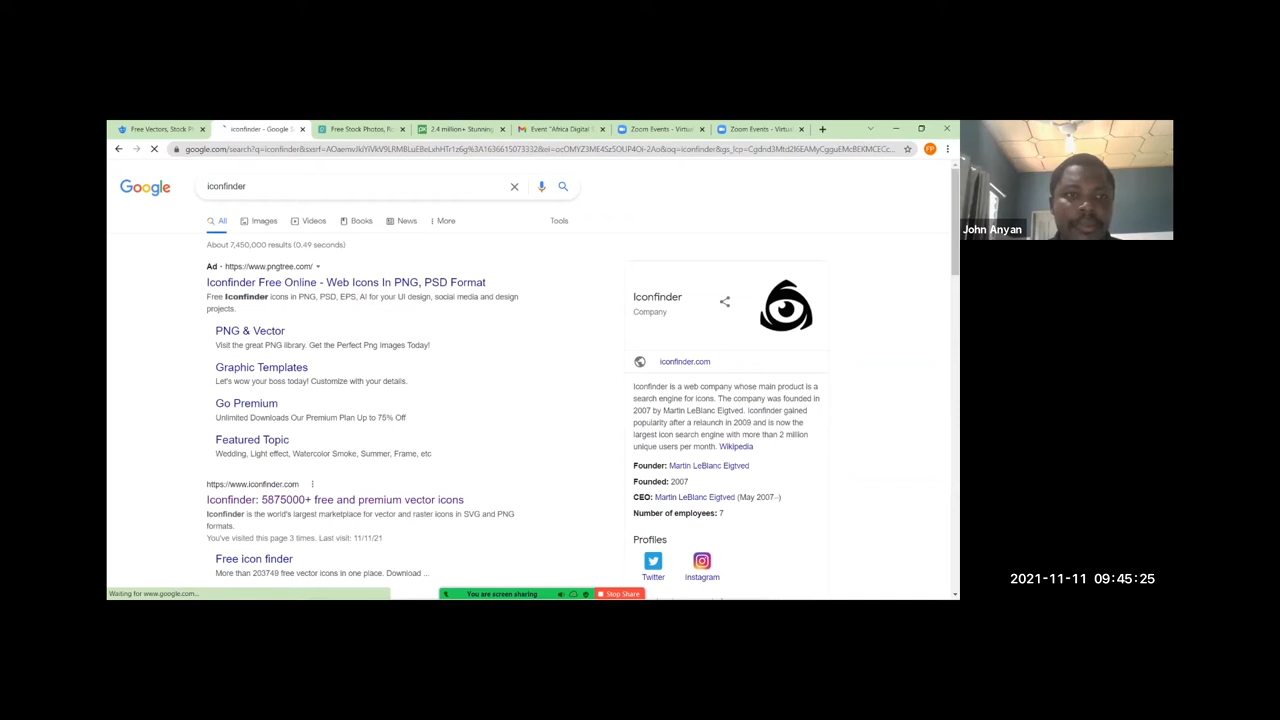 Free Vectors, Stock Ph
iconfinder - Google S
Free Stock Photos, Ro
2.4 million+ Stunning
Event "Africa Digital S
Zoom Events - Virtua
Zoom Events - Virtual
Google
iconfinder
All
Images
Videos
Books
News
More
Tools
About 7,450,000 results (0.49 seconds)
Ad · https://www.pngtree.com/
Iconfinder Free Online - Web Icons In PNG, PSD Format
Free Iconfinder icons in PNG, PSD, EPS, AI for your UI design, social media and design
projects.
PNG & Vector
Visit the great PNG library. Get the Perfect Png Images Today!
Graphic Templates
Let's wow your boss today! Customize with your details.
Go Premium
Unlimited Downloads Our Premium Plan Up to 75% Off
Featured Topic
Wedding, Light effect, Watercolor Smoke, Summer, Frame, etc
https://www.iconfinder.com
Iconfinder: 5875000+ free and premium vector icons
Iconfinder is the world's largest marketplace for vector and raster icons in SVG and PNG
formats.
You've visited this page 3 times. Last visit: 11/11/21
Free icon finder
More than 203749 free vector icons in one place. Download ...
Iconfinder
Company
iconfinder.com
Iconfinder is a web company whose main product is a
search engine for icons. The company was founded in
2007 by Martin LeBlanc Eigtved. Iconfinder gained
popularity after a relaunch in 2009 and is now the
largest icon search engine with more than 2 million
unique users per month. Wikipedia
Founder: Martin LeBlanc Eigtved
Founded: 2007
CEO: Martin LeBlanc Eigtved (May 2007–)
Number of employees: 7
Profiles
Twitter
Instagram
Waiting for www.google.com...
You are screen sharing
Stop Share
John Anyan
2021-11-11 09:45:25